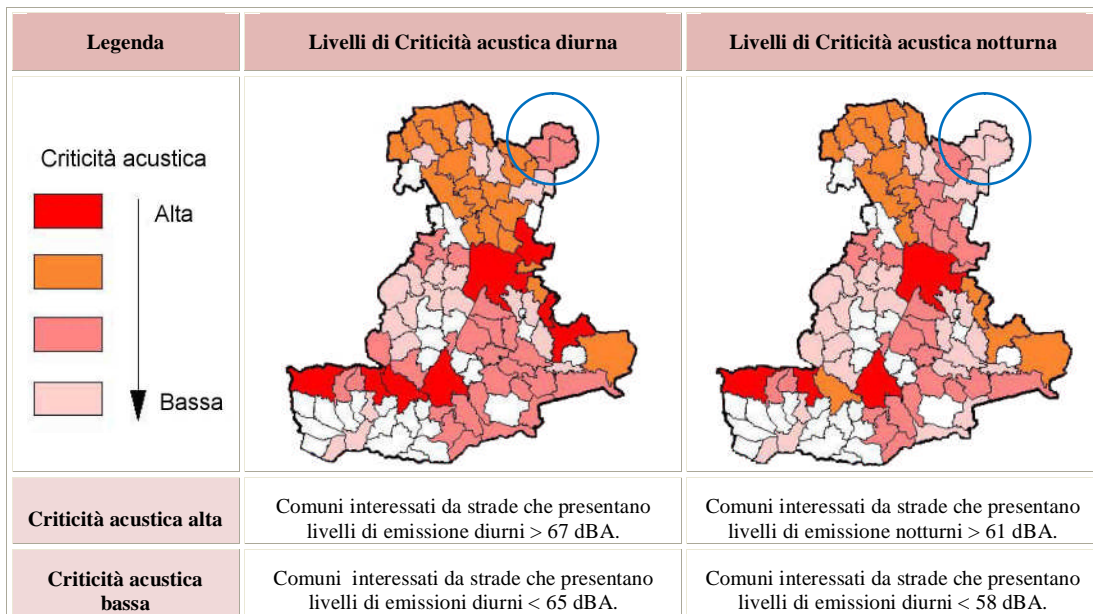 Legenda
Livelli di Criticità acustica diurna
Livelli di Criticità acustica notturna
Criticità acustica
Alta
Bassa
Criticità acustica alta
Comuni interessati da strade che presentano
livelli di emissione diurni > 67 dBA.
Comuni interessati da strade che presentano
livelli di emissione notturni > 61 dBA.
Criticità acustica
bassa
Comuni interessati da strade che presentano
livelli di emissioni diurni < 65 dBA.
Comuni interessati da strade che presentano
livelli di emissioni diurni < 58 dBA.